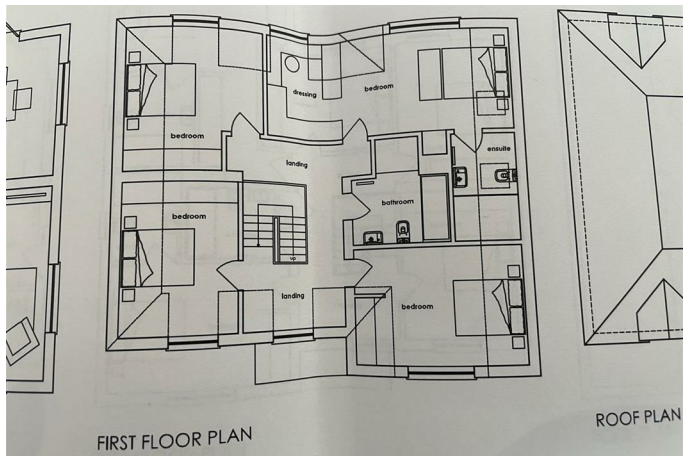 dressing
bedroom
bedroom
ensuite
landing
bathroom
bedroom
up
landing
bedroom
FIRST FLOOR PLAN
ROOF PLAN